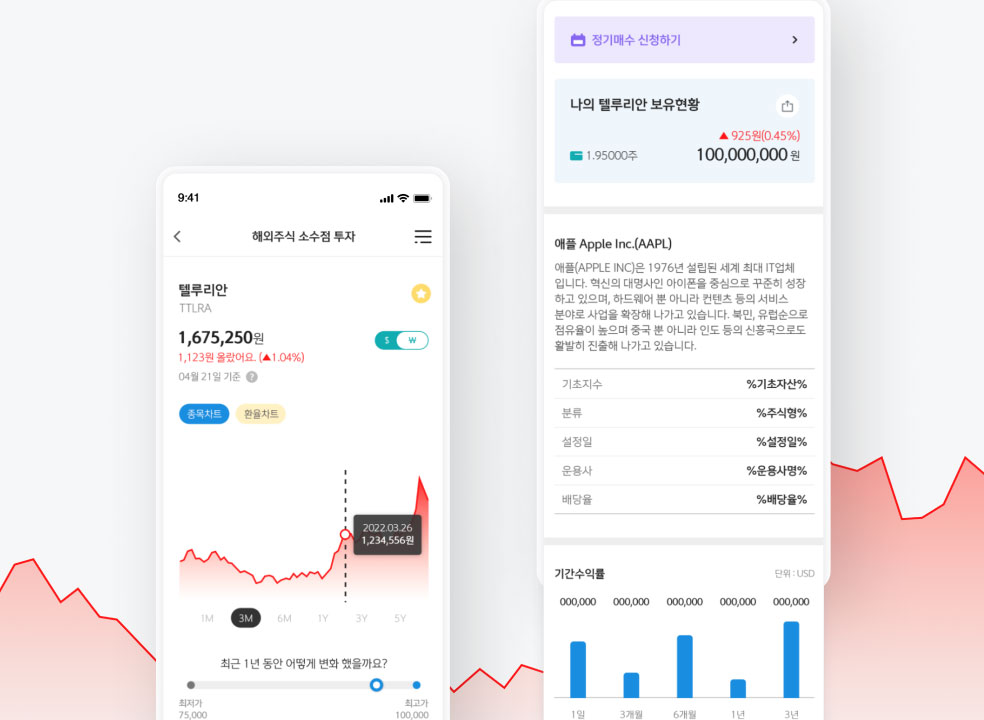 9:41
해외주식 소수점 투자
텔루리안
TTLRA
1,675,250원
$ ₩
1,123원 올랐어요. (▲1.04%)
04월 21일 기준 ?
종목차트 환율차트
2022.03.26
1,234,556원
1M 3M 6M 1Y 3Y 5Y
최근 1년 동안 어떻게 변화 했을까요?
최저가 최고가
75,000 100,000
정기매수 신청하기
나의 텔루리안 보유현황
▲ 925원(0.45%)
1.95000주 100,000,000 원
애플 Apple Inc.(AAPL)
애플(APPLE INC)은 1976년 설립된 세계 최대 IT업체
입니다. 혁신의 대명사인 아이폰을 중심으로 꾸준히 성장
하고 있으며, 하드웨어 뿐 아니라 컨텐츠 등의 서비스
분야로 사업을 확장해 나가고 있습니다. 북민, 유럽순으로
점유율이 높으며 중국 뿐 아니라 인도 등의 신흥국으로도
활발히 진출해 나가고 있습니다.
기초지수 %기초자산%
분류 %주식형%
설정일 %설정일%
운용사 %운용사명%
배당율 %배당율%
기간수익률 단위 : USD
000,000 000,000 000,000 000,000 000,000
1일 3개월 6개월 1년 3년